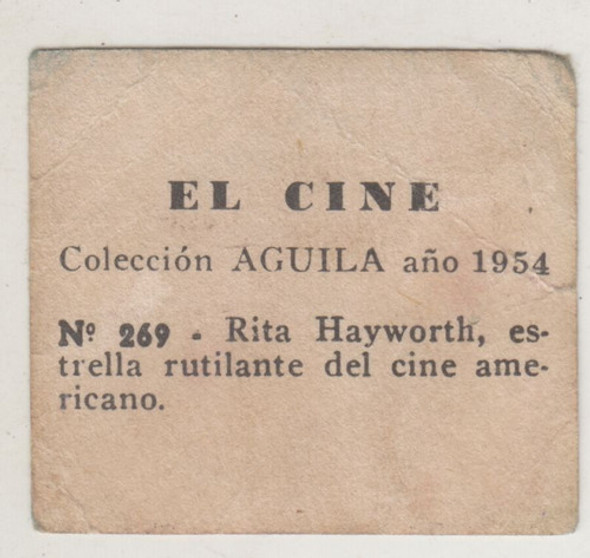 EL CINE
Colección AGUILA año 1954
Nº 269 - Rita Hayworth, es-
trella rutilante del cine ame-
ricano.